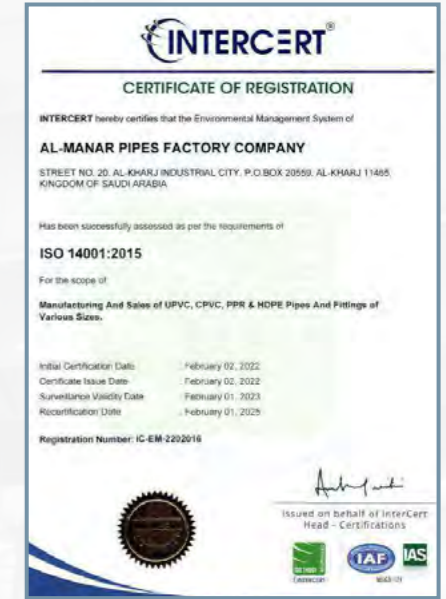 INTERCERT®
CERTIFICATE OF REGISTRATION
INTERCERT hereby certifies that the Environmental Management System of
AL-MANAR PIPES FACTORY COMPANY
STREET NO. 20, AL-KHARJ INDUSTRIAL CITY, P.O.BOX 20559, AL-KHARJ 11465,
KINGDOM OF SAUDI ARABIA
Has been successfully assessed as per the requirements of
ISO 14001:2015
For the scope of
Manufacturing And Sales of UPVC, CPVC, PPR & HDPE Pipes And Fittings of
Various Sizes.
Initial Certification Date : February 02, 2022
Certificate Issue Date : February 02, 2022
Surveillance Validity Date : February 01, 2023
Recertification Date : February 01, 2025
Registration Number: IC-EM-2202016
Issued on behalf of InterCert
Head - Certifications
IAF
IAS